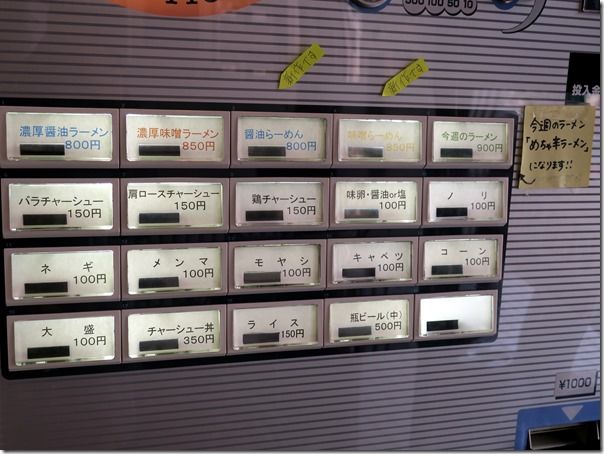 500 100 50 10
新作です
新作です
投入金
濃厚醤油ラーメン
800円
濃厚味噌ラーメン
850円
醤油らーめん
800円
味噌らーめん
850円
今週のラーメン
900円
今週のラーメン
「めちゃ辛ラーメン」
になります!!
バラチャーシュー
150円
肩ロースチャーシュー
150円
鶏チャーシュー
150円
味卵・醤油or塩
100円
ノリ
100円
ネギ
100円
メンマ
100円
モヤシ
100円
キャベツ
100円
コーン
100円
大盛
100円
チャーシュー丼
350円
ライス
150円
瓶ビール(中)
500円
¥1000